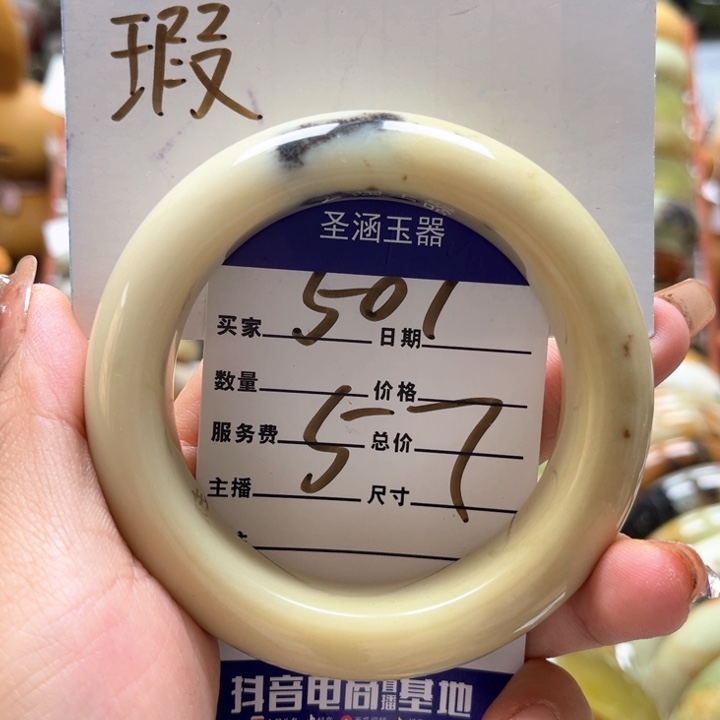 瑕
圣涵玉器
501
买家 日期
数量 价格
57
服务费 总价
主播 尺寸
抖音电商直播基地